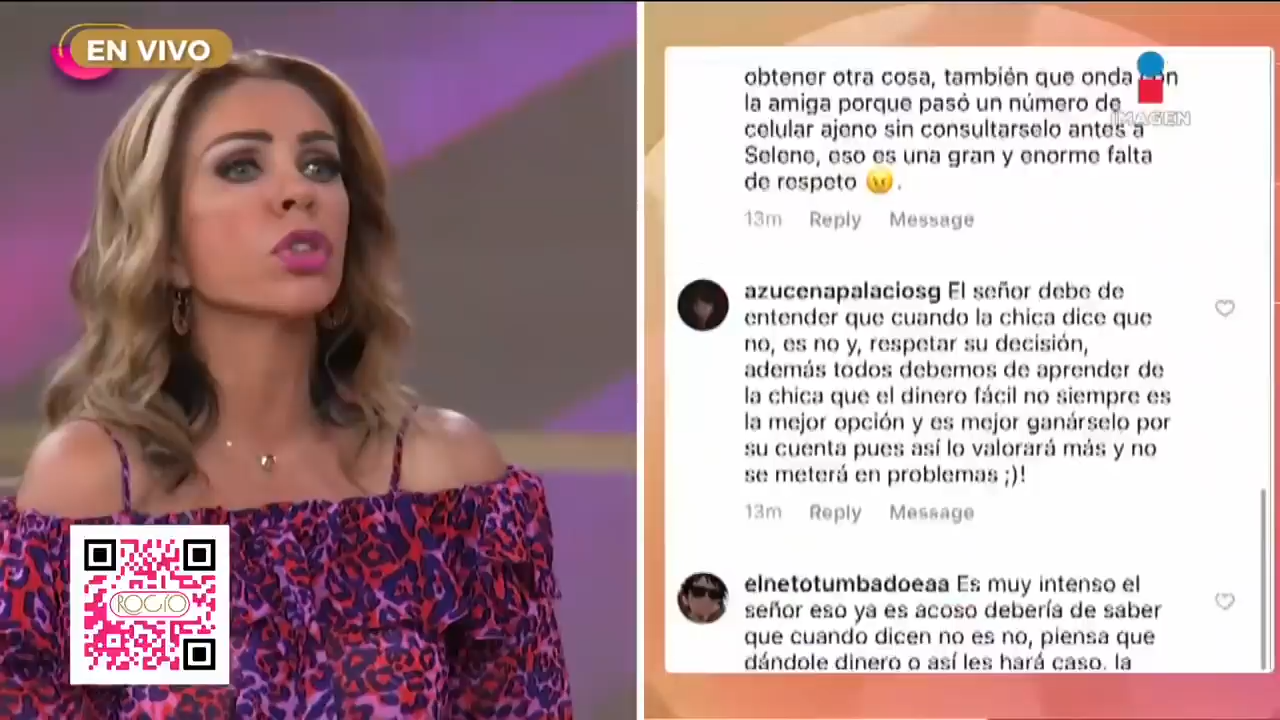 EN VIVO
ROCÍO
IMAGEN
obtener otra cosa, también que onda con
la amiga porque pasó un número de
celular ajeno sin consultarselo antes a
Selene, eso es una gran y enorme falta
de respeto 😠.
13m Reply Message
azucenapalaciosg El señor debe de
entender que cuando la chica dice que
no, es no y, respetar su decisión,
además todos debemos de aprender de
la chica que el dinero fácil no siempre es
la mejor opción y es mejor ganárselo por
su cuenta pues así lo valorará más y no
se meterá en problemas ;)!
13m Reply Message
elnetotumbadoeaa Es muy intenso el
señor eso ya es acoso debería de saber
que cuando dicen no es no, piensa que
dándole dinero o así les hará caso, la